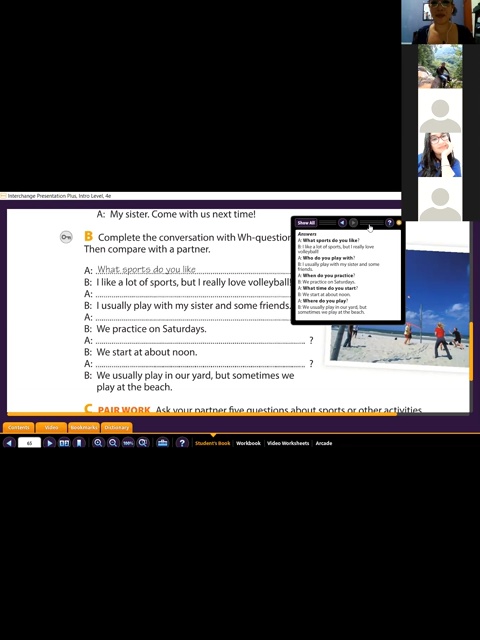 Interchange Presentation Plus, Intro Level, 4e
A: My sister. Come with us next time!
B Complete the conversation with Wh-question
Then compare with a partner.
A: What sports do you like
B: I like a lot of sports, but I really love volleyball!
A:
B: I usually play with my sister and some friends.
A:
B: We practice on Saturdays.
A: ?
B: We start at about noon.
A: ?
B: We usually play in our yard, but sometimes we
play at the beach.
C PAIR WORK Ask your partner five questions about sports or other activities
Show All
?
Answers
A: What sports do you like?
B: I like a lot of sports, but I really love
volleyball!
A: Who do you play with?
B: I usually play with my sister and some
friends.
A: When do you practice?
B: We practice on Saturdays.
A: What time do you start?
B: We start at about noon.
A: Where do you play?
B: We usually play in our yard, but
sometimes we play at the beach.
Contents Video Bookmarks Dictionary
65 100% ? Student's Book Workbook Video Worksheets Arcade